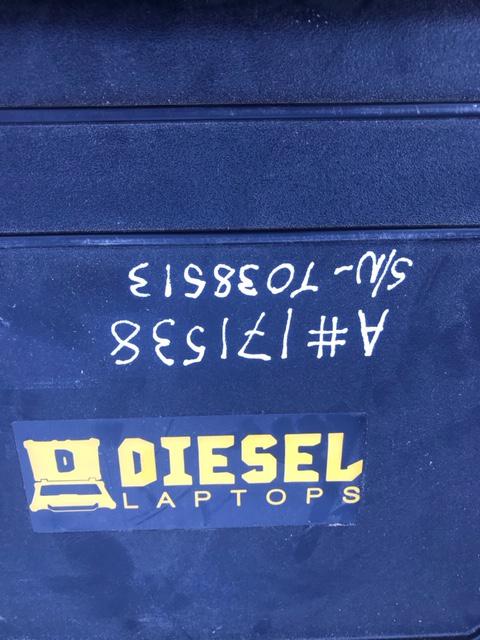 A#171538
S/N-T038513
DIESEL
LAPTOPS